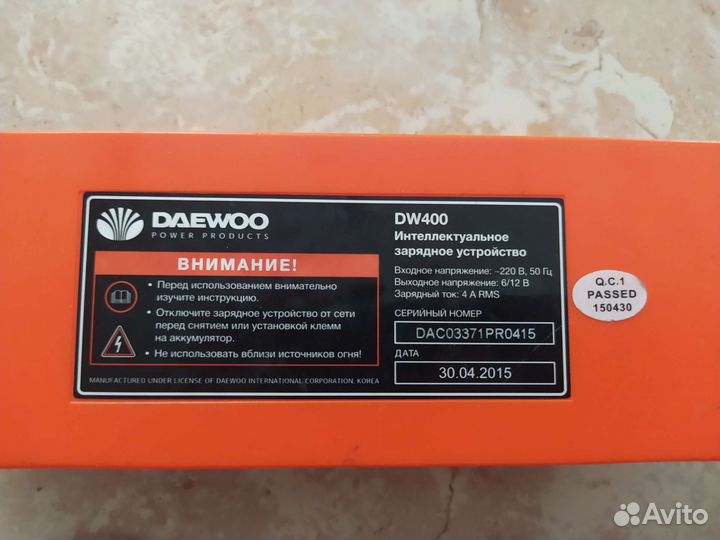 DAEWOO
POWER PRODUCTS
ВНИМАНИЕ!
• Перед использованием внимательно
изучите инструкцию.
• Отключите зарядное устройство от сети
перед снятием или установкой клемм
на аккумулятор.
• Не использовать вблизи источников огня!
MANUFACTURED UNDER LICENSE OF DAEWOO INTERNATIONAL CORPORATION, KOREA
DW400
Интеллектуальное
зарядное устройство
Входное напряжение: ~220 В, 50 Гц
Выходное напряжение: 6/12 В
Зарядный ток: 4 А RMS
СЕРИЙНЫЙ НОМЕР
DAC03371PR0415
ДАТА
30.04.2015
Q.C.1
PASSED
150430
Avito